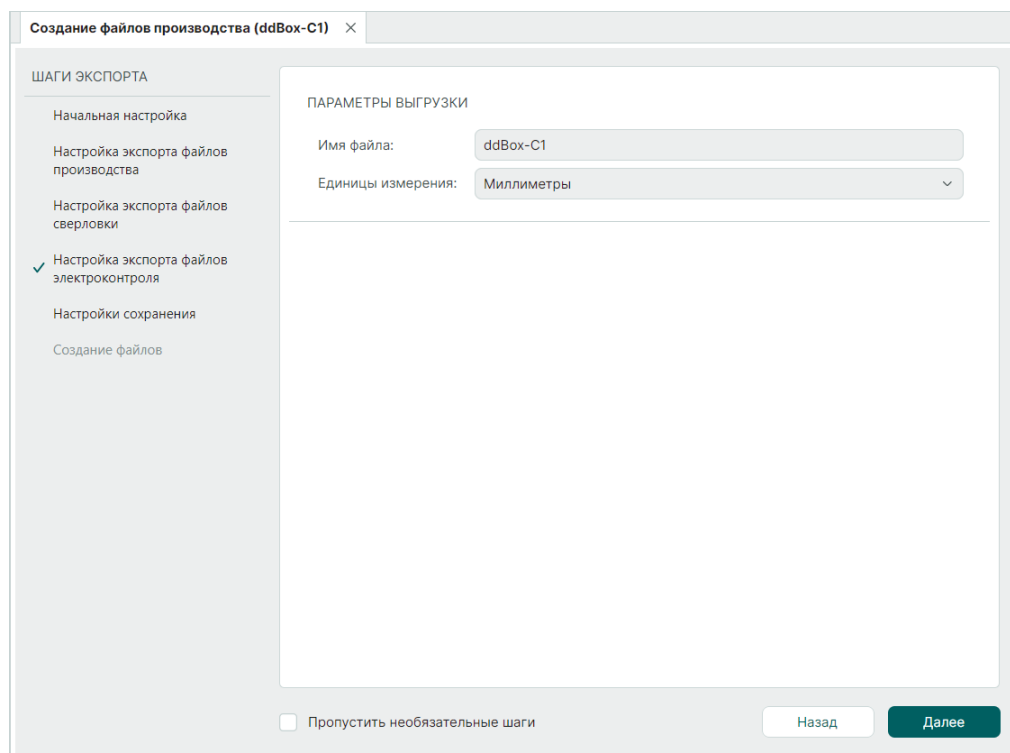 Создание файлов производства (ddBox-C1)
ШАГИ ЭКСПОРТА
Начальная настройка
Настройка экспорта файлов
производства
Настройка экспорта файлов
сверловки
Настройка экспорта файлов
электроконтроля
Настройки сохранения
Создание файлов
ПАРАМЕТРЫ ВЫГРУЗКИ
Имя файла: ddBox-C1
Единицы измерения: Миллиметры
Пропустить необязательные шаги
Назад
Далее